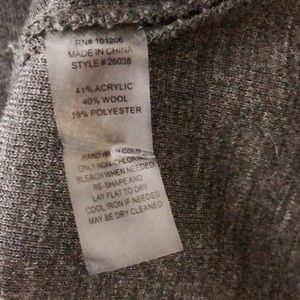 RN# 101206
MADE IN CHINA
STYLE # 26038
41% ACRYLIC
40% WOOL
19% POLYESTER
HAND WASH COLD
ONLY NON-CHLORINE
BLEACH WHEN NEEDED
RE-SHAPE AND
LAY FLAT TO DRY
COOL IRON IF NEEDED
MAY BE DRY CLEANED